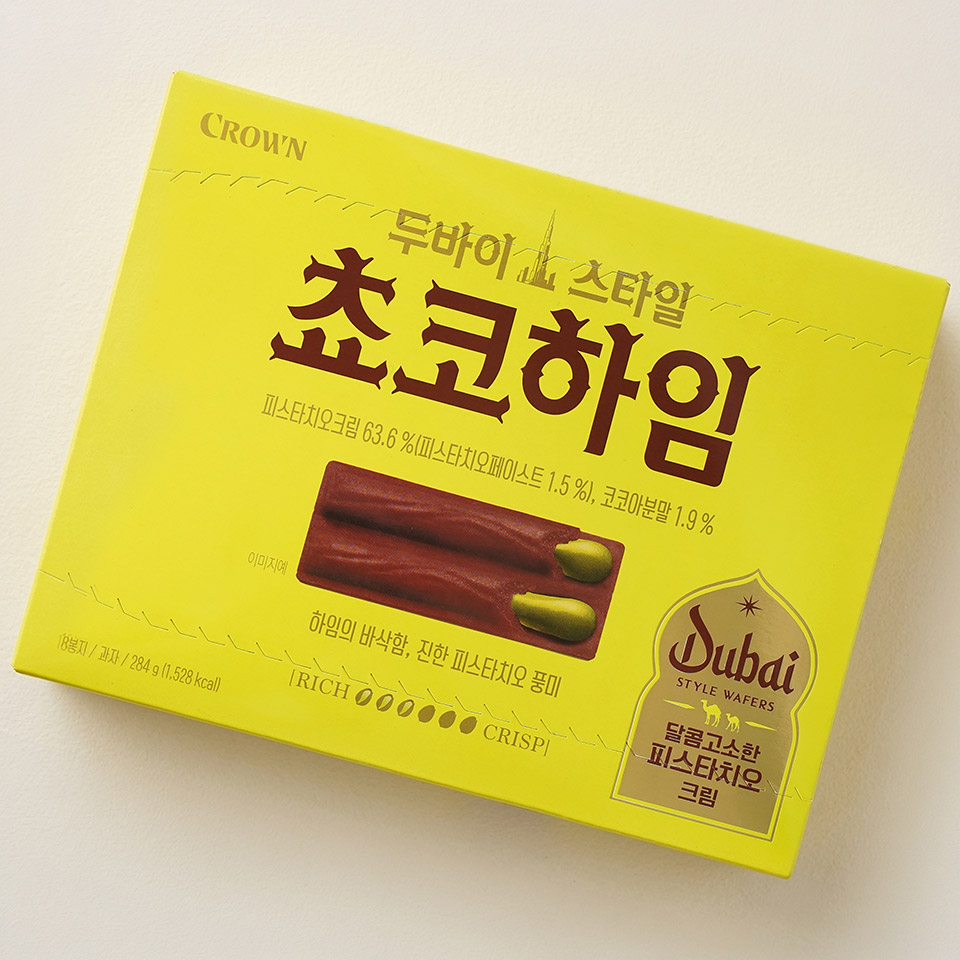 CROWN
두바이 스타일
쵸코하임
피스타치오크림 63.6 %(피스타치오페이스트 1.5 %), 코코아분말 1.9 %
이미지예
하임의 바삭함, 진한 피스타치오 풍미
18봉지 / 과자 / 284 g (1,528 kcal)
RICH CRISP
Dubai
STYLE WAFERS
달콤고소한
피스타치오
크림